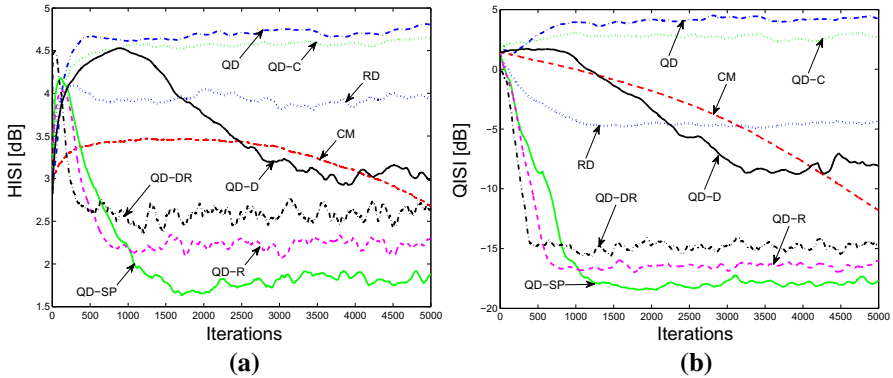 HISI [dB]
5
4.5
4
3.5
3
2.5
2
1.5
0 500 1000 1500 2000 2500 3000 3500 4000 4500 5000
Iterations
QD
QD-C
RD
CM
QD-DR
QD-D
QD-R
QD-SP
(a)
QISI [dB]
5
0
−5
−10
−15
−20
0 500 1000 1500 2000 2500 3000 3500 4000 4500 5000
Iterations
QD
QD-C
CM
RD
QD-DR
QD-D
QD-R
QD-SP
(b)